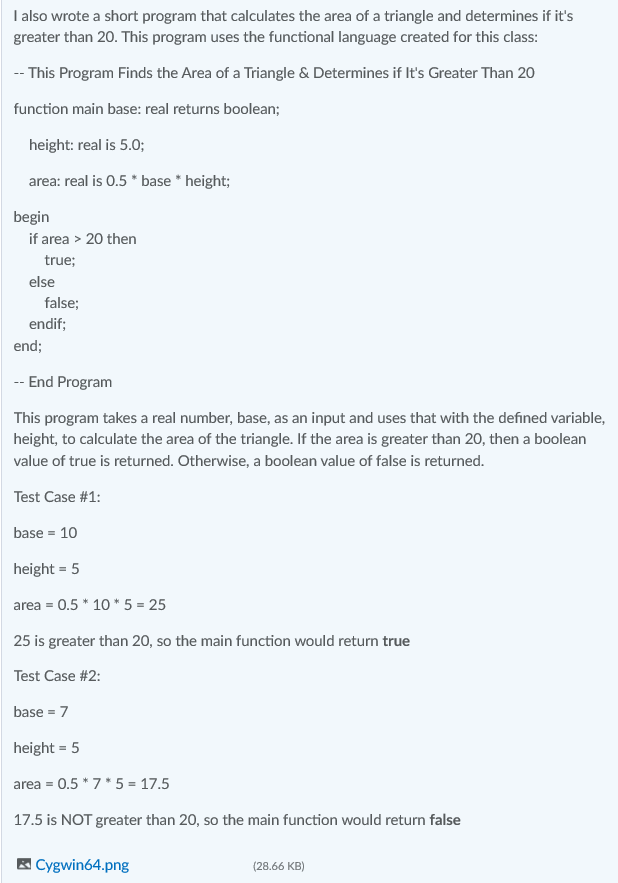 I also wrote a short program that calculates the area of a triangle and determines if it's
greater than 20. This program uses the functional language created for this class:
-- This Program Finds the Area of a Triangle & Determines if It's Greater Than 20
function main base: real returns boolean;
height: real is 5.0;
area: real is 0.5 * base * height;
begin
if area > 20 then
true;
else
false;
endif;
end;
-- End Program
This program takes a real number, base, as an input and uses that with the defined variable,
height, to calculate the area of the triangle. If the area is greater than 20, then a boolean
value of true is returned. Otherwise, a boolean value of false is returned.
Test Case #1:
base = 10
height = 5
area = 0.5 * 10 * 5 = 25
25 is greater than 20, so the main function would return true
Test Case #2:
base = 7
height = 5
area = 0.5 * 7 * 5 = 17.5
17.5 is NOT greater than 20, so the main function would return false
Cygwin64.png (28.66 KB)